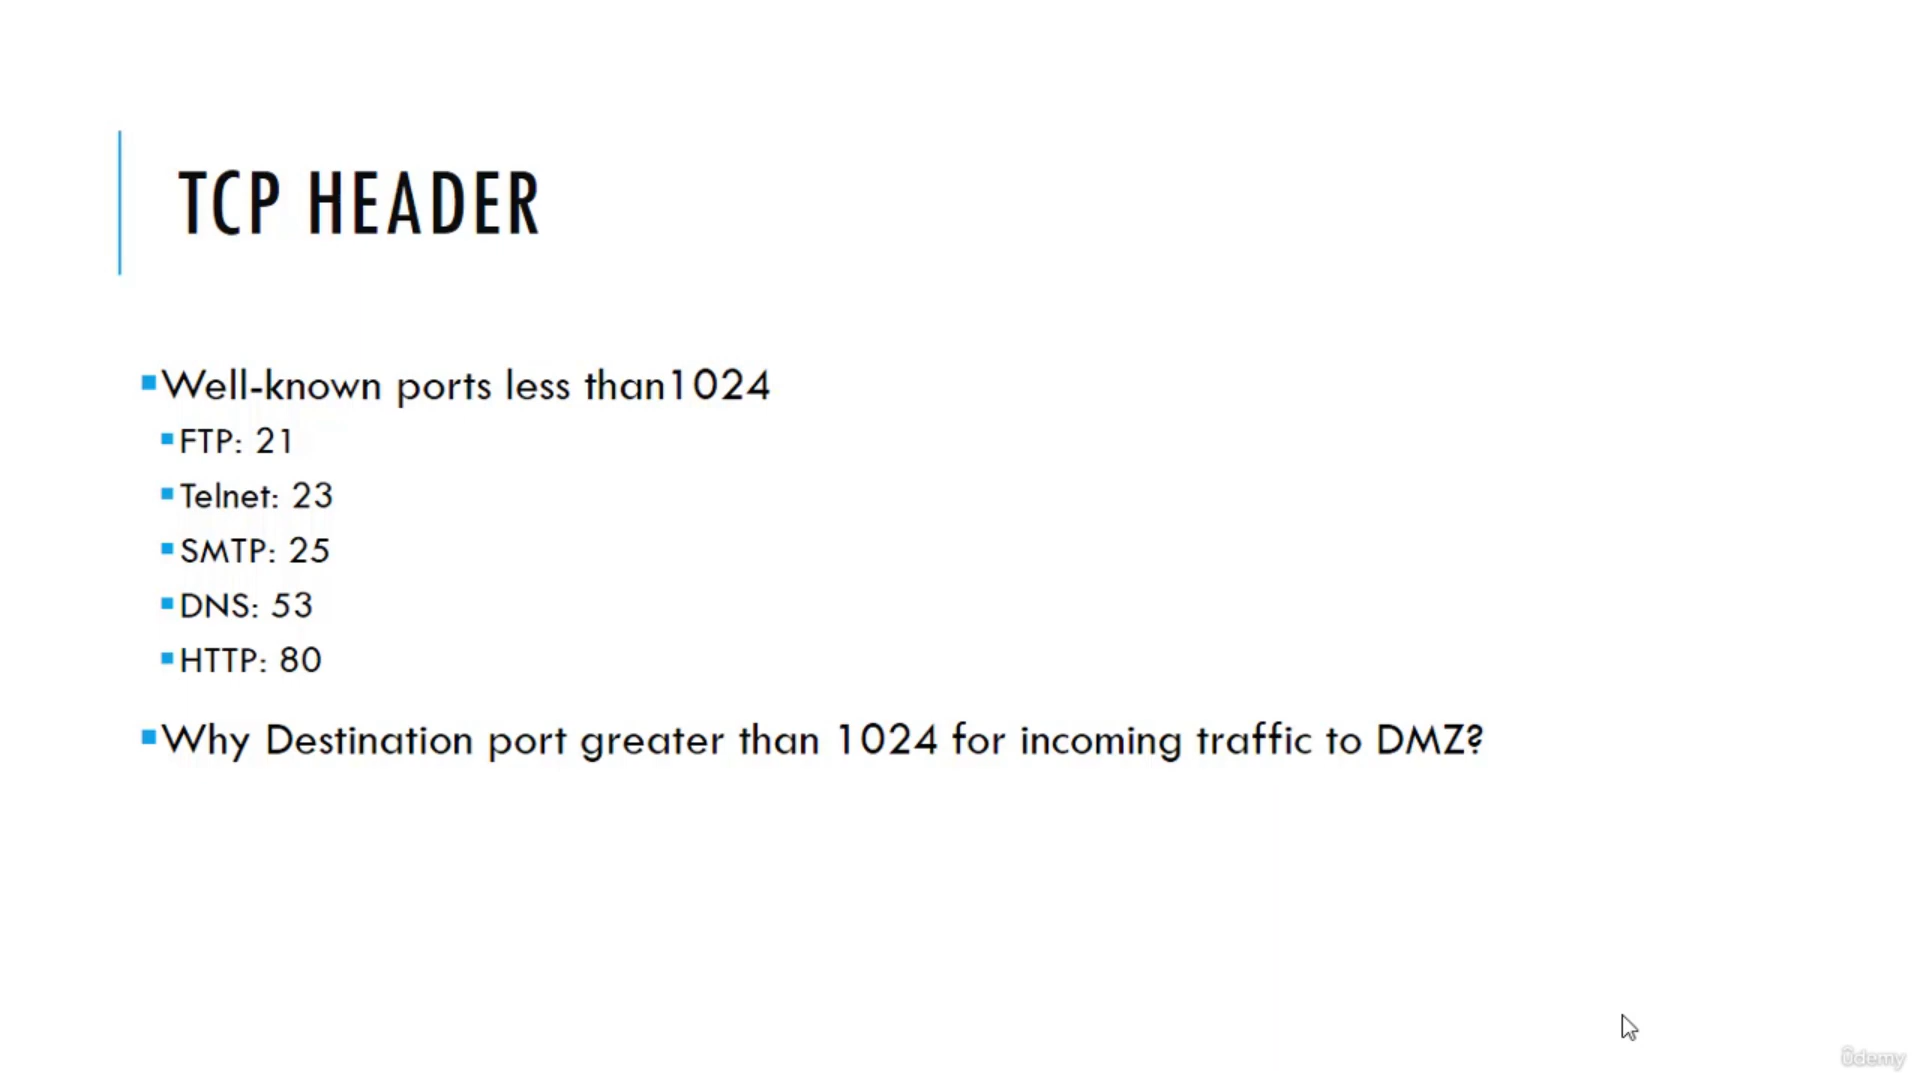 TCP HEADER
Well-known ports less than1024
FTP: 21
Telnet: 23
SMTP: 25
DNS: 53
HTTP: 80
Why Destination port greater than 1024 for incoming traffic to DMZ?
ûdemy